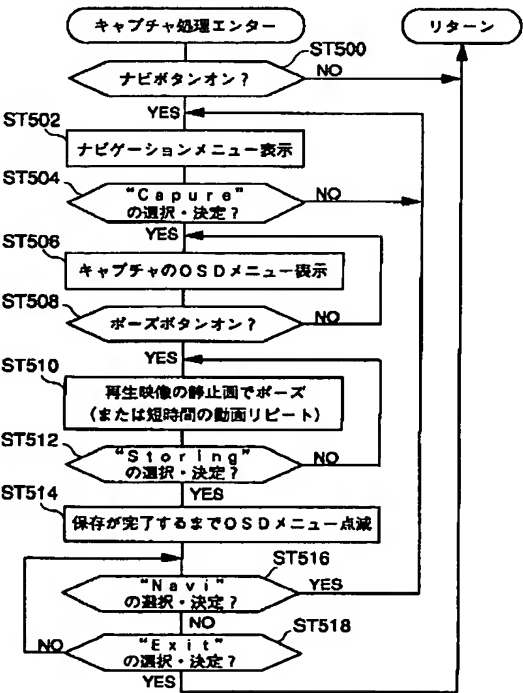 キャプチャ処理エンター
リターン
ST500
ナビボタンオン?
NO
YES
ST502
ナビゲーションメニュー表示
ST504
“Capure”
の選択・決定?
NO
YES
ST506
キャプチャのOSDメニュー表示
ST508
ポーズボタンオン?
NO
YES
ST510
再生映像の静止画でポーズ
(または短時間の動画リピート)
ST512
“Storing”
の選択・決定?
NO
YES
ST514
保存が完了するまでOSDメニュー点滅
ST516
“Navi”
の選択・決定?
YES
NO
ST518
“Exit”
の選択・決定?
NO
YES